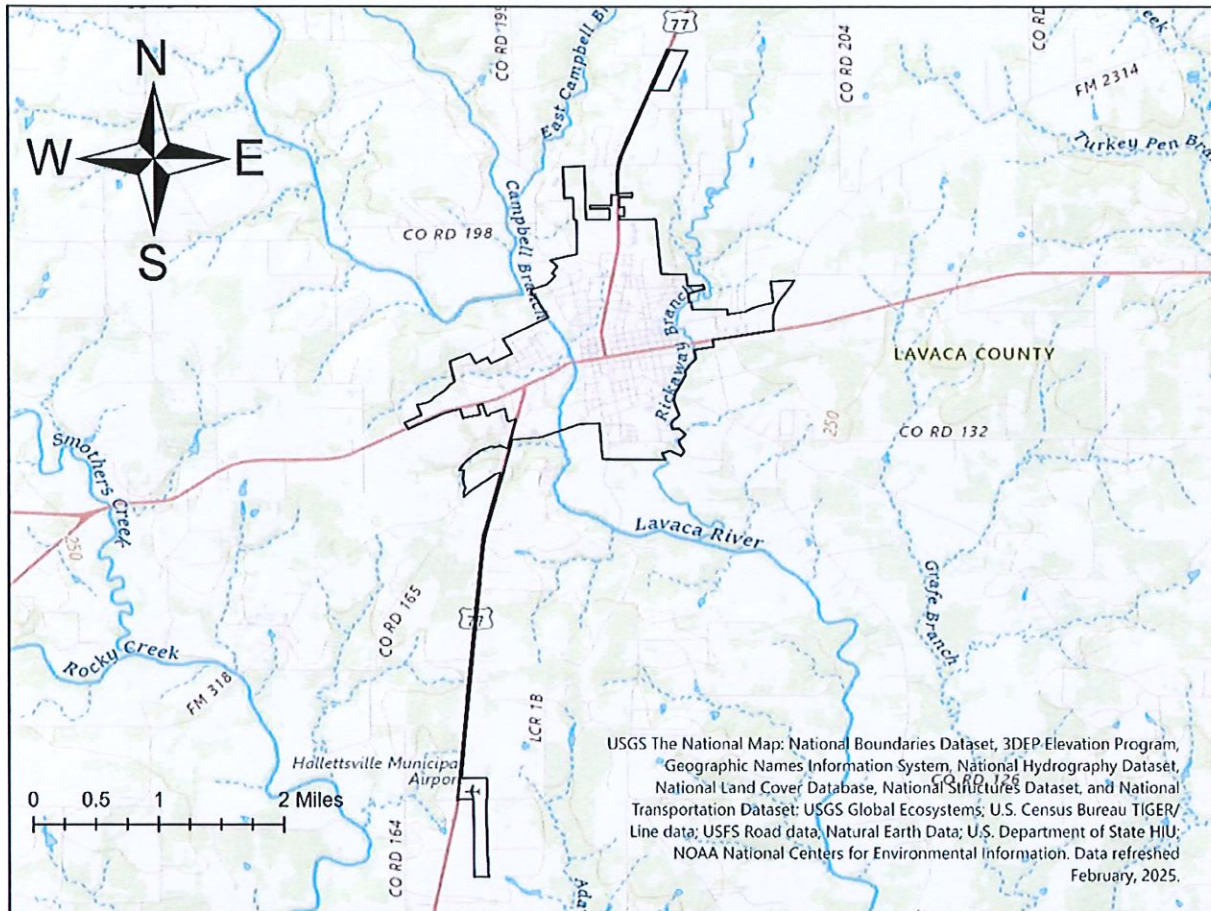 77
CO RD 199
East Campbell B
CO RD 204
CO RD
eek
FM 2314
Turkey Pen Bra
N
W E
S
CO RD 198
Campbell Branch
Rickaway Branch
LAVACA COUNTY
250
CO RD 132
Smothers Creek
250
Lavaca River
Grafe Branch
CO RD 165
77
Rocky Creek
FM 318
LCR 1B
Hallettsville Municipa
Airport
CO RD 164
CO RD 126
Ada
0 0.5 1 2 Miles
USGS The National Map: National Boundaries Dataset, 3DEP Elevation Program,
Geographic Names Information System, National Hydrography Dataset,
National Land Cover Database, National Structures Dataset, and National
Transportation Dataset; USGS Global Ecosystems; U.S. Census Bureau TIGER/
Line data; USFS Road data; Natural Earth Data; U.S. Department of State HIU;
NOAA National Centers for Environmental Information. Data refreshed
February, 2025.